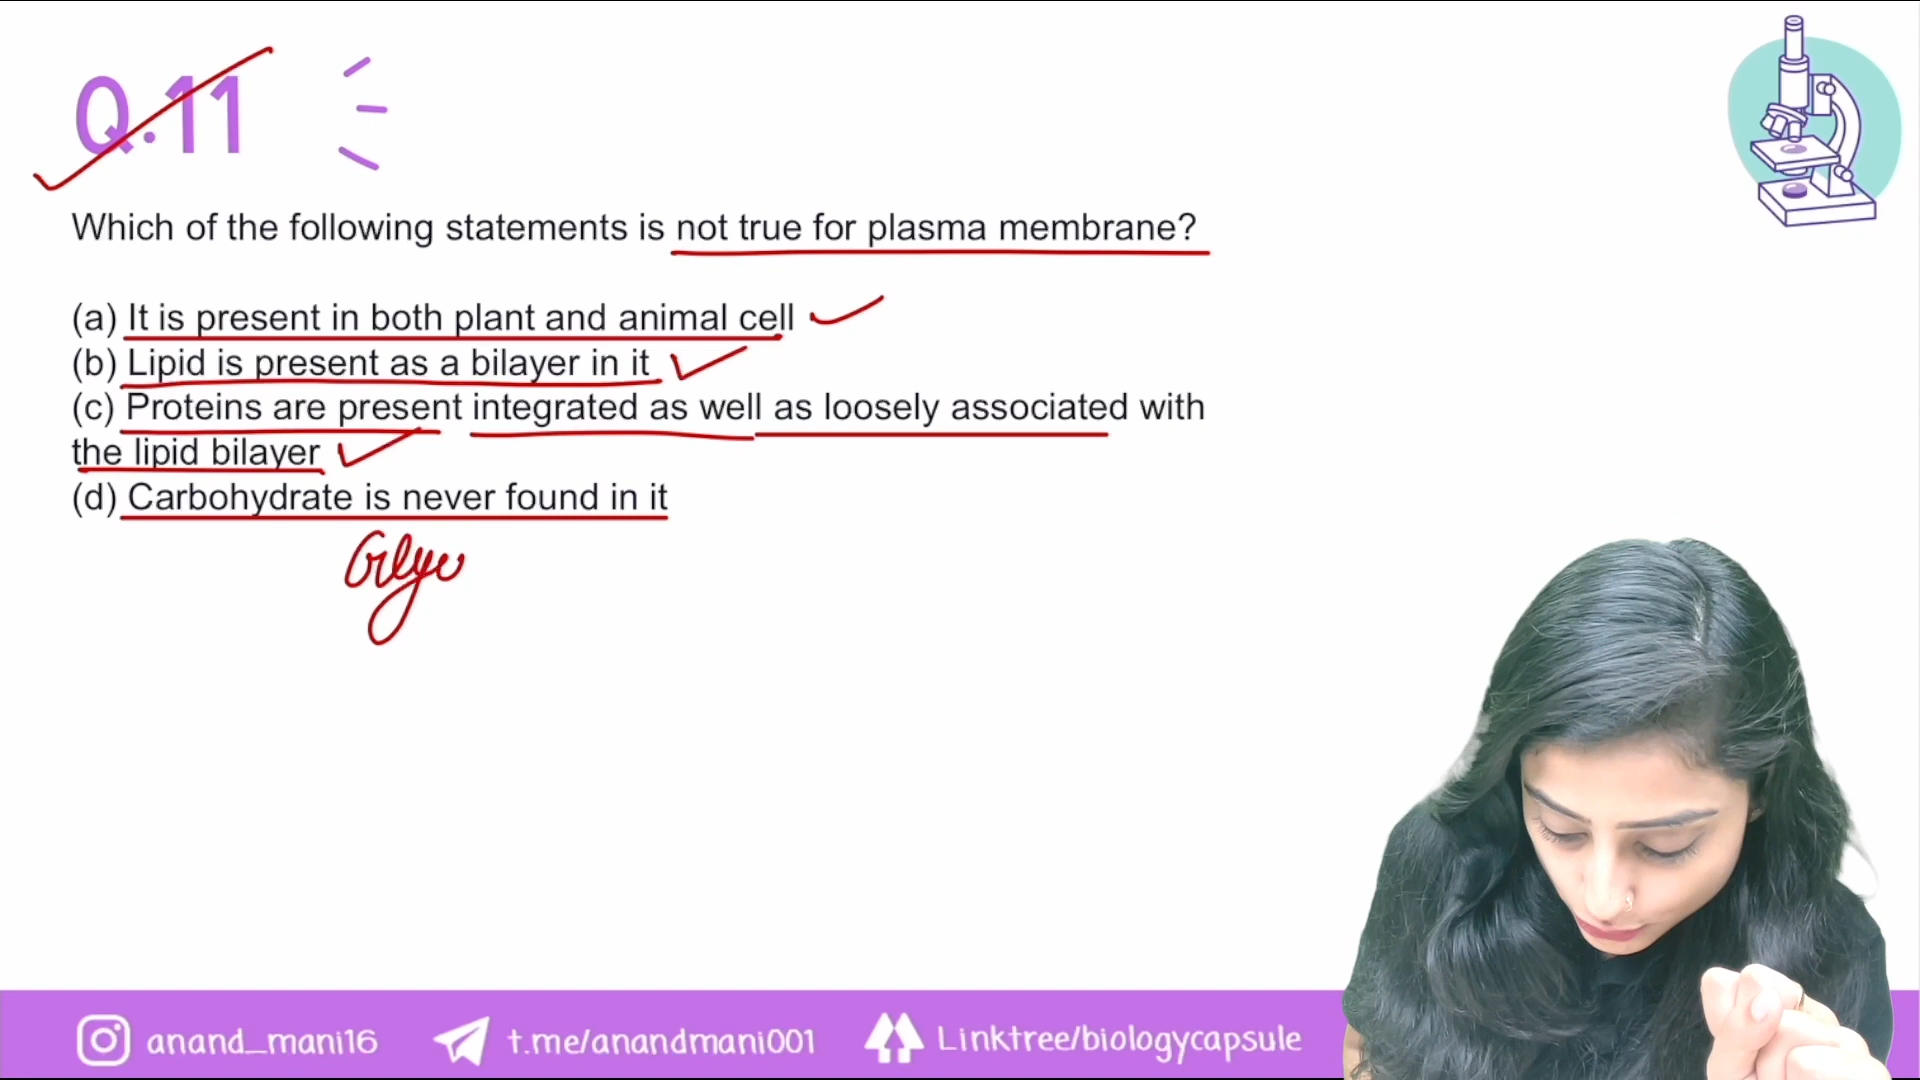 Q.11
Which of the following statements is not true for plasma membrane?
(a) It is present in both plant and animal cell
(b) Lipid is present as a bilayer in it
(c) Proteins are present integrated as well as loosely associated with
the lipid bilayer
(d) Carbohydrate is never found in it
Glyco
anand_mani16 t.me/anandmani001 Linktree/biologycapsule